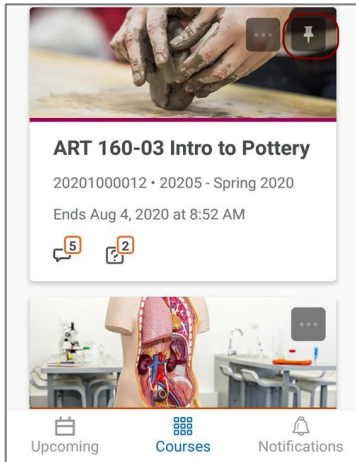 ART 160-03 Intro to Pottery
20201000012 • 20205 - Spring 2020
Ends Aug 4, 2020 at 8:52 AM
5 2
Upcoming Courses Notifications